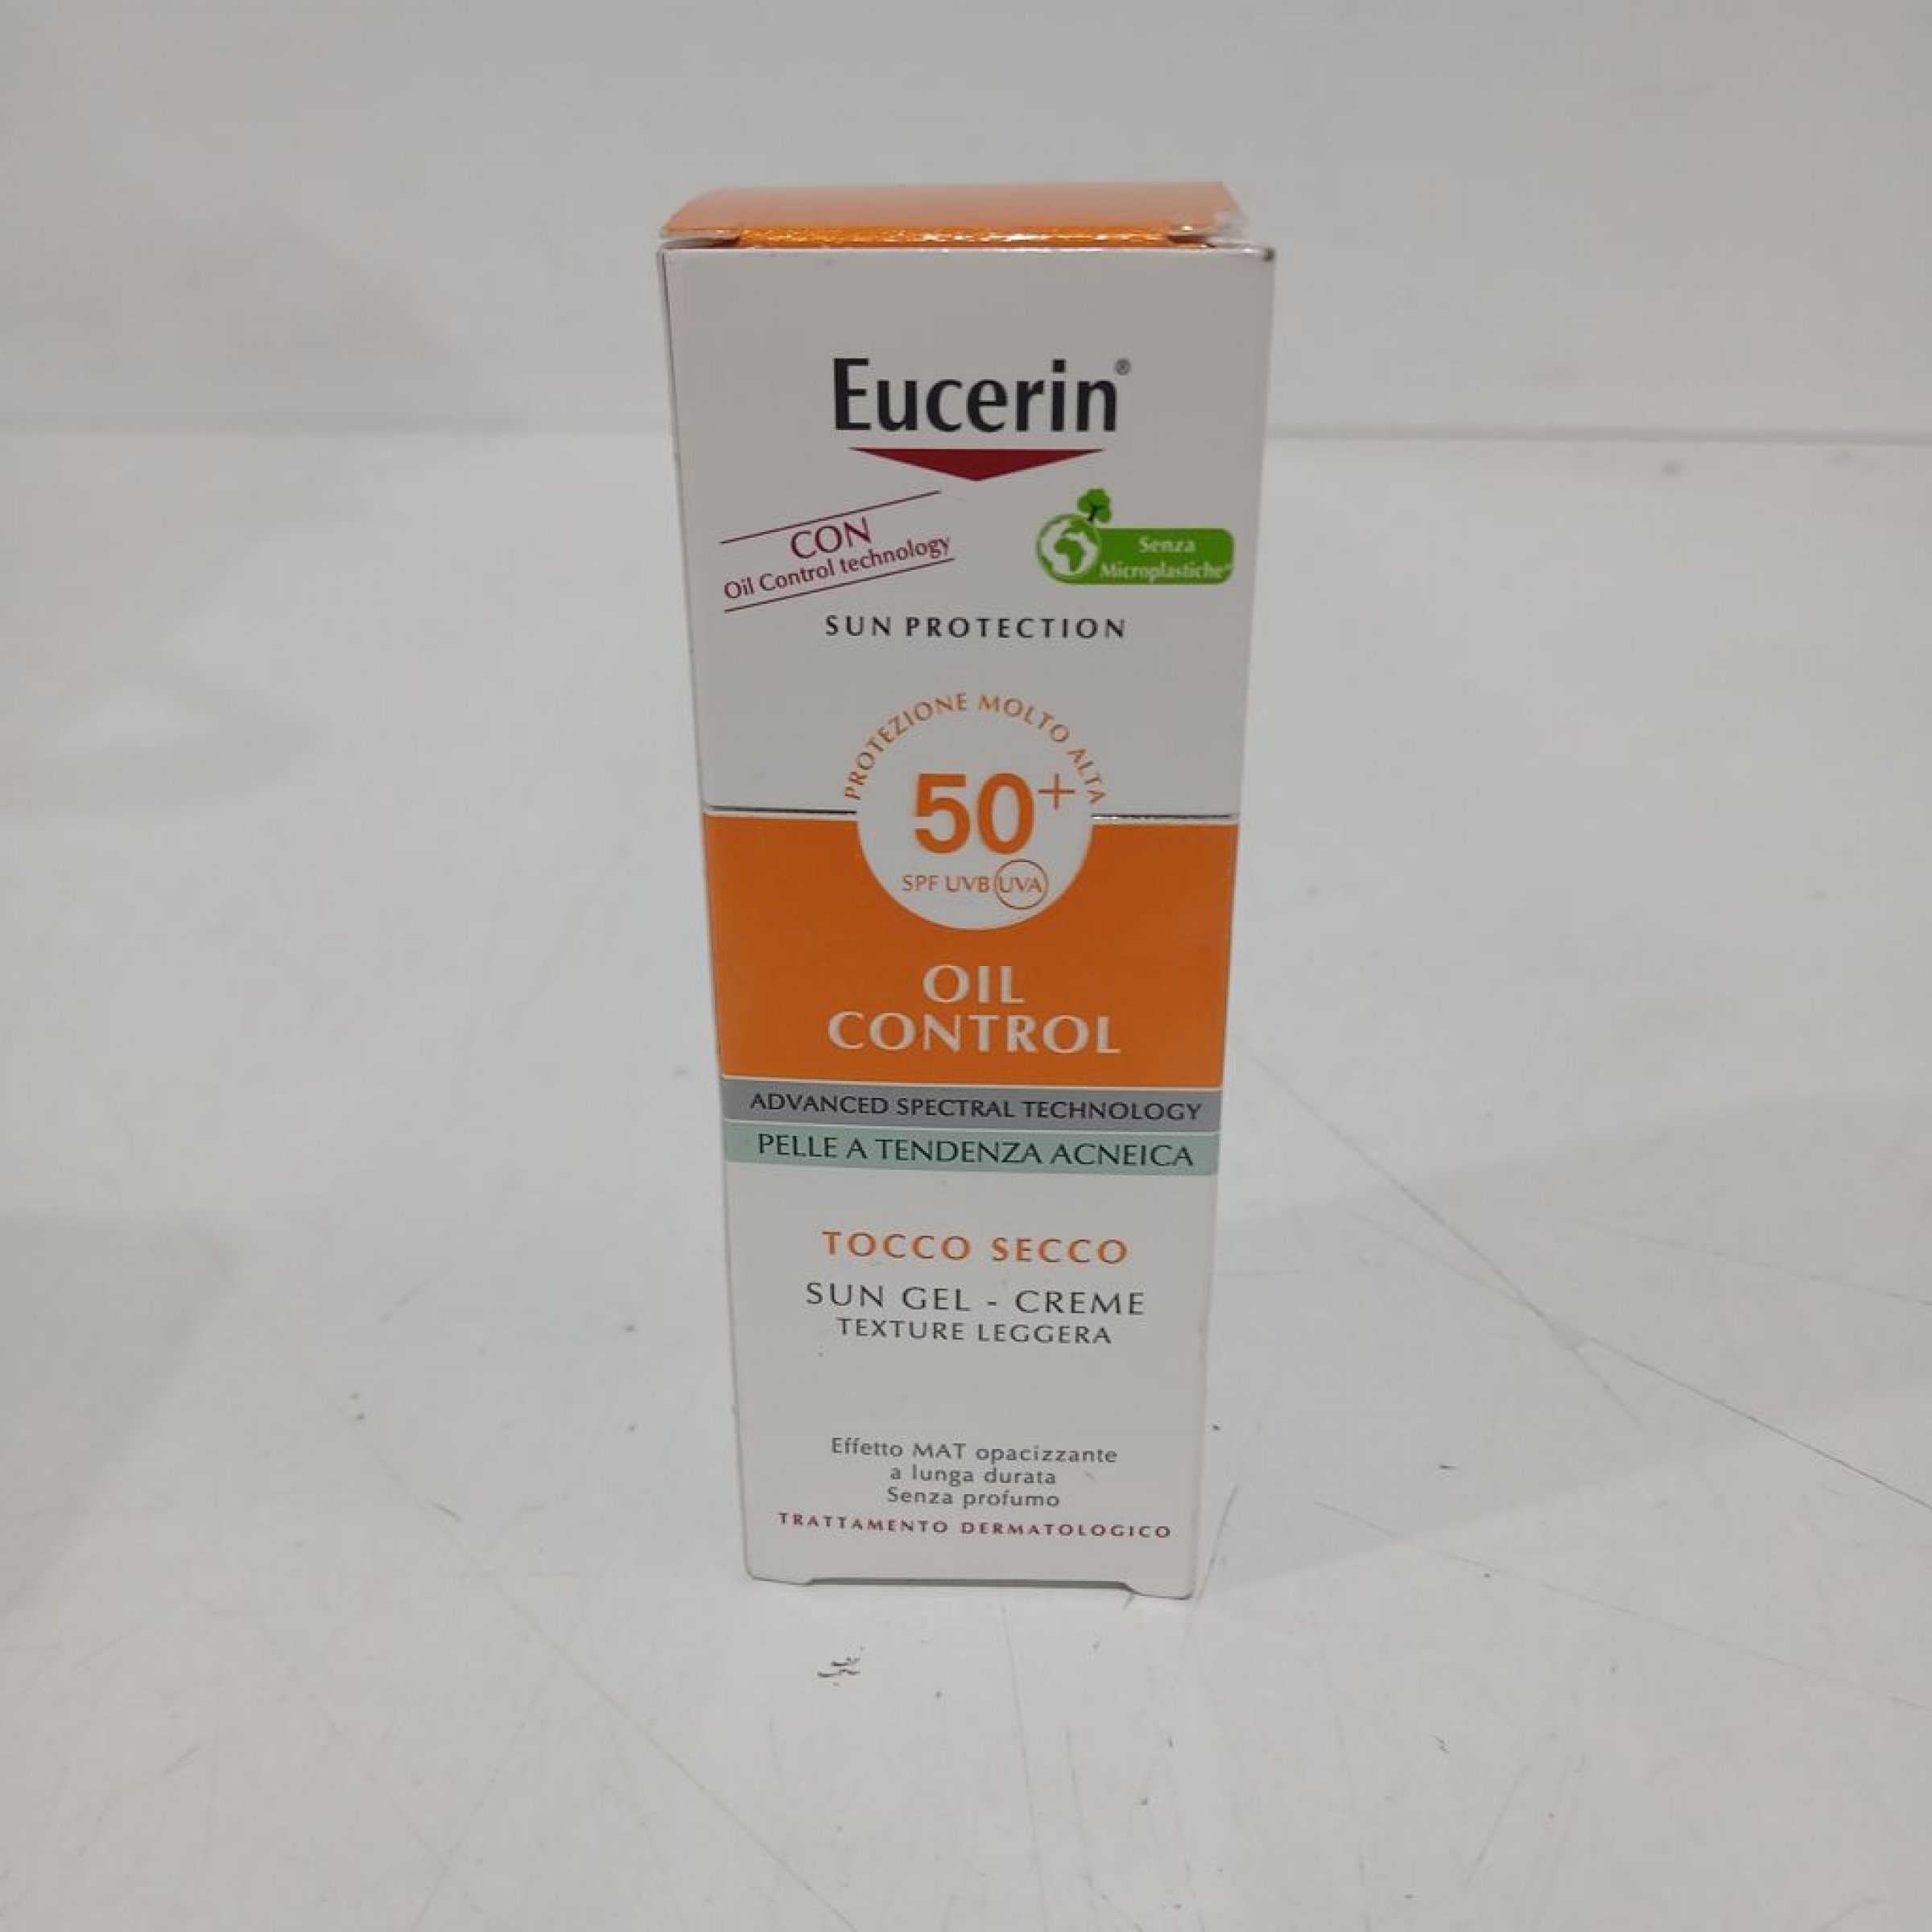 Eucerin®
CON
Oil Control technology
Senza
Microplastiche*
SUN PROTECTION
PROTEZIONE MOLTO ALTA
50+
SPF UVB UVA
OIL
CONTROL
ADVANCED SPECTRAL TECHNOLOGY
PELLE A TENDENZA ACNEICA
TOCCO SECCO
SUN GEL - CREME
TEXTURE LEGGERA
Effetto MAT opacizzante
a lunga durata
Senza profumo
TRATTAMENTO DERMATOLOGICO